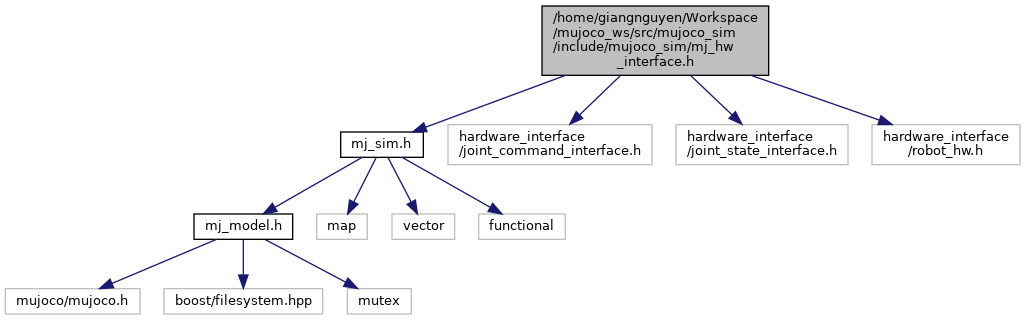 /home/giangnguyen/Workspace
/mujoco_ws/src/mujoco_sim
/include/mujoco_sim/mj_hw
_interface.h
mj_sim.h
hardware_interface
/joint_command_interface.h
hardware_interface
/joint_state_interface.h
hardware_interface
/robot_hw.h
mj_model.h
map
vector
functional
mujoco/mujoco.h
boost/filesystem.hpp
mutex